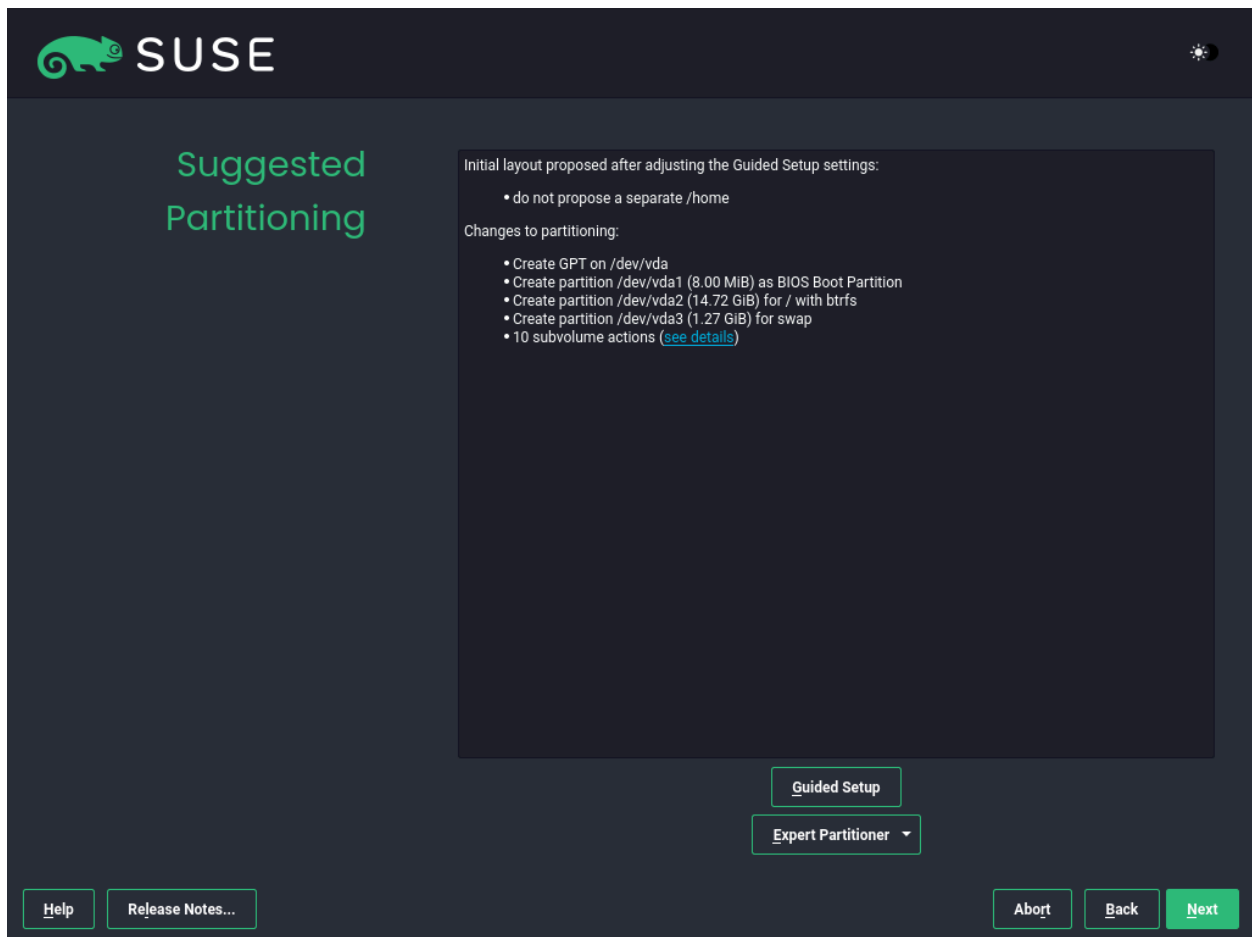 SUSE
Suggested
Partitioning
Initial layout proposed after adjusting the Guided Setup settings:
• do not propose a separate /home
Changes to partitioning:
• Create GPT on /dev/vda
• Create partition /dev/vda1 (8.00 MiB) as BIOS Boot Partition
• Create partition /dev/vda2 (14.72 GiB) for / with btrfs
• Create partition /dev/vda3 (1.27 GiB) for swap
• 10 subvolume actions (see details)
Guided Setup
Expert Partitioner
Help
Release Notes...
Abort
Back
Next